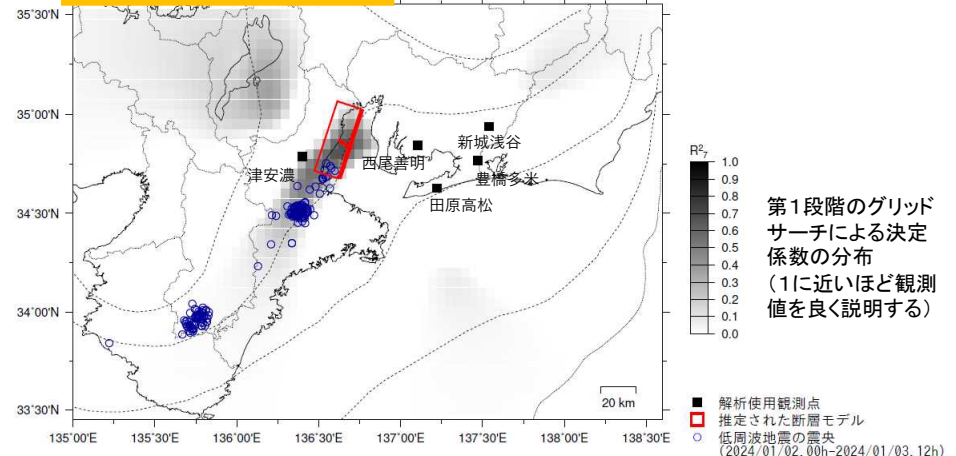 35°30'N
35°00'N
34°30'N
34°00'N
33°30'N
135°00'E
135°30'E
136°00'E
136°30'E
137°00'E
137°30'E
138°00'E
138°30'E
新城浅谷
西尾善明
津安濃
豊橋多米
田原高松
20 km
R²₇
1.0
0.9
0.8
0.7
0.6
0.5
0.4
0.3
0.2
0.1
0.0
第1段階のグリッド
サーチによる決定
係数の分布
(1に近いほど観測
値を良く説明する)
解析使用観測点
推定された断層モデル
低周波地震の震央
(2024/01/02.00h-2024/01/03.12h)